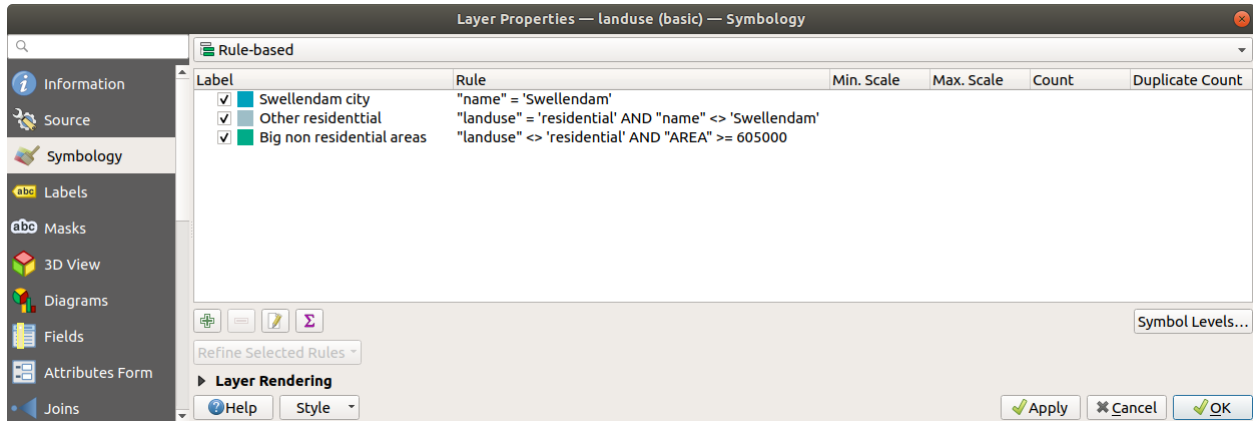 Layer Properties — landuse (basic) — Symbology
Rule-based
Information
Source
Symbology
Labels
Masks
3D View
Diagrams
Fields
Attributes Form
Joins
Label Rule Min. Scale Max. Scale Count Duplicate Count
Swellendam city "name" = 'Swellendam'
Other residenttial "landuse" = 'residential' AND "name" <> 'Swellendam'
Big non residential areas "landuse" <> 'residential' AND "AREA" >= 605000
Σ
Symbol Levels...
Refine Selected Rules
Layer Rendering
Help Style Apply Cancel OK